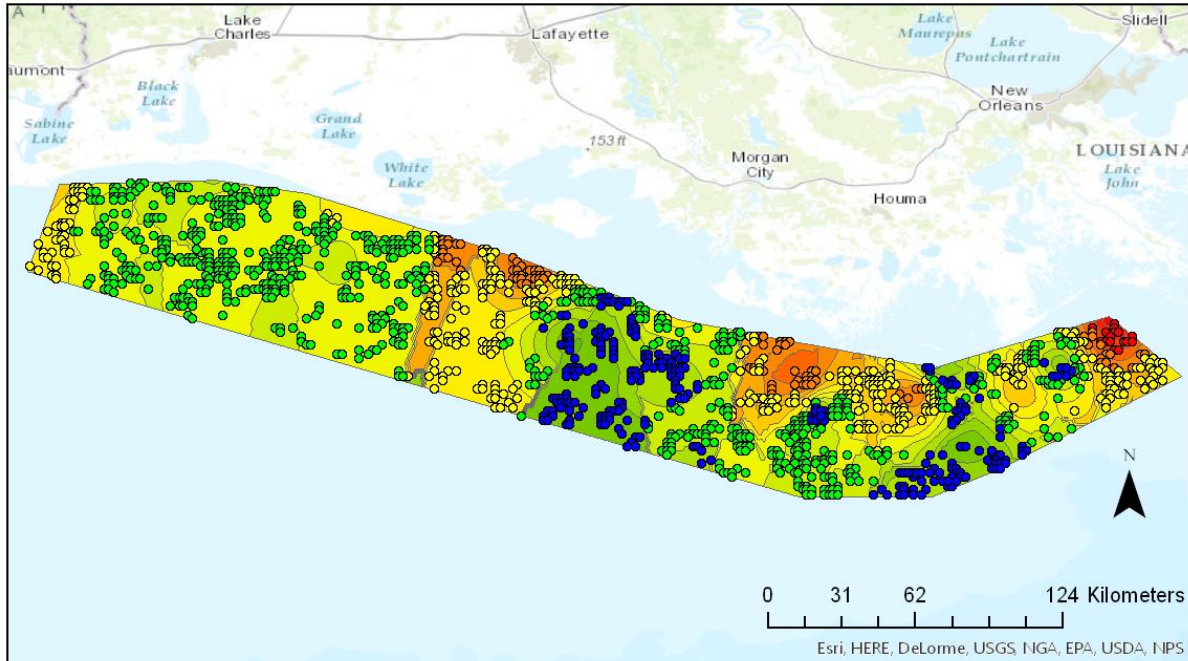 A I
Lake
Charles
Lafayette
Lake
Maurepas
Slidell
Lake
Pontchartrain
aumont
Black
Lake
New
Orleans
Grand
Lake
Sabine
Lake
153 ft
White
Lake
Morgan
City
LOUISIANA
Lake
John
Houma
N
0 31 62 124 Kilometers
Esri, HERE, DeLorme, USGS, NGA, EPA, USDA, NPS